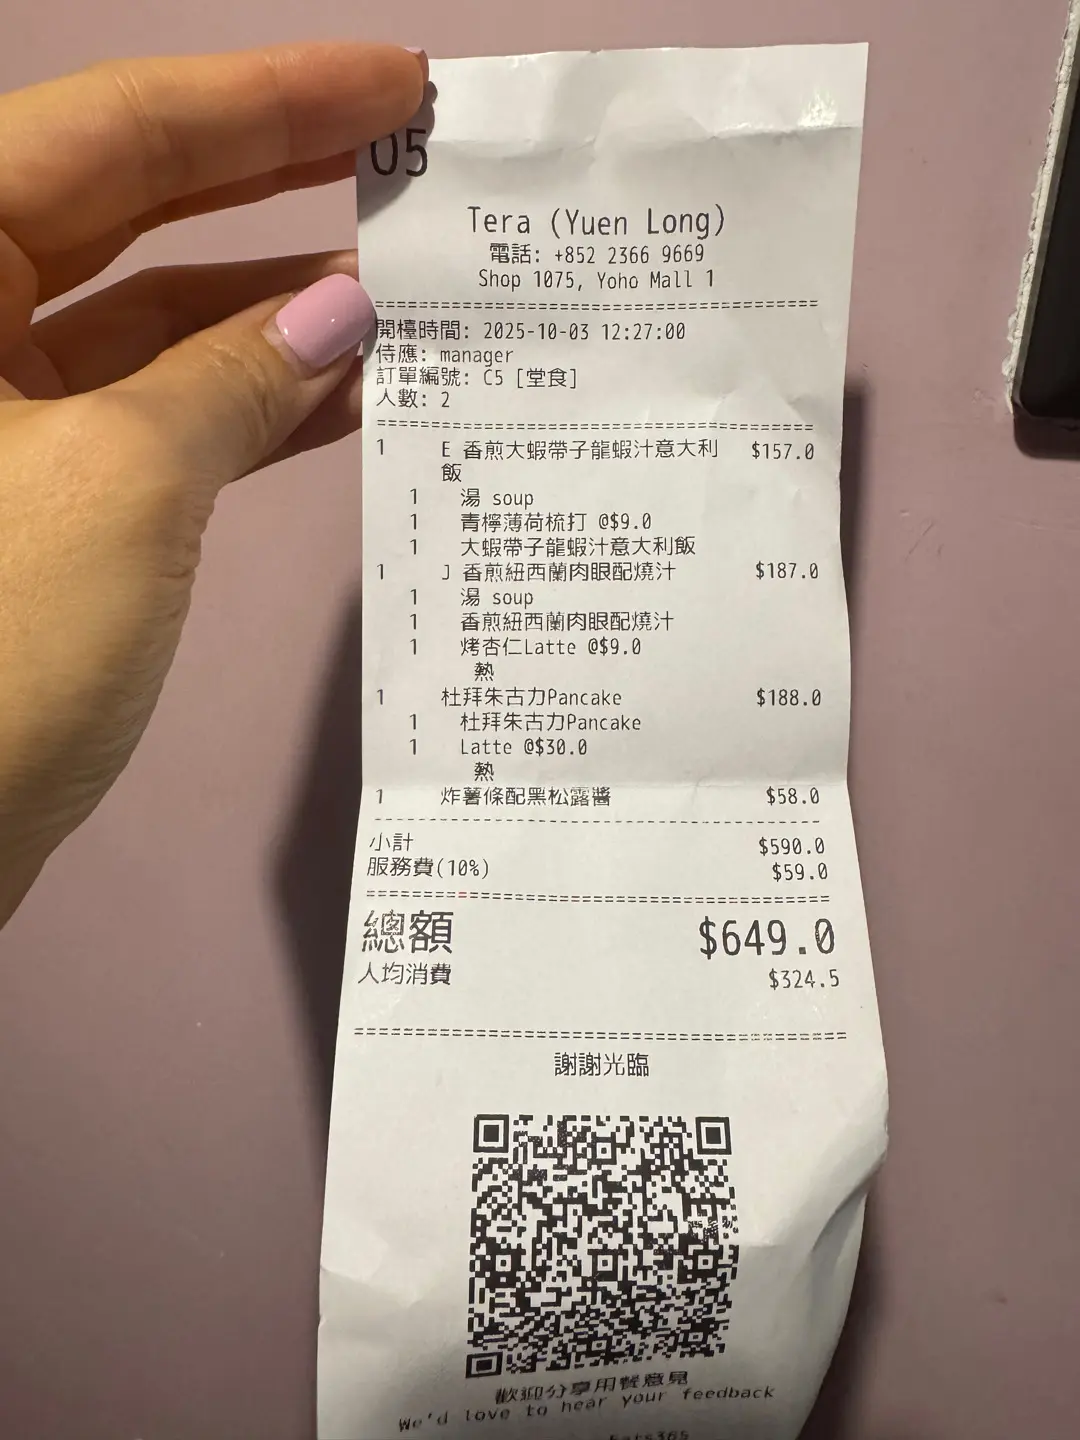 05
Tera (Yuen Long)
電話: +852 2366 9669
Shop 1075, Yoho Mall 1
開檯時間: 2025-10-03 12:27:00
侍應: manager
訂單編號: C5 [堂食]
人數: 2
1 E 香煎大蝦帶子龍蝦汁意大利 $157.0
飯
1 湯 soup
1 青檸薄荷梳打 @$9.0
1 大蝦帶子龍蝦汁意大利飯
1 J 香煎紐西蘭肉眼配燒汁 $187.0
1 湯 soup
1 香煎紐西蘭肉眼配燒汁
1 烤杏仁Latte @$9.0
熱
1 杜拜朱古力Pancake $188.0
1 杜拜朱古力Pancake
1 Latte @$30.0
熱
1 炸薯條配黑松露醬 $58.0
小計 $590.0
服務費(10%) $59.0
總額 $649.0
人均消費 $324.5
謝謝光臨
歡迎分享用餐意見
We'd love to hear your feedback
Eats365